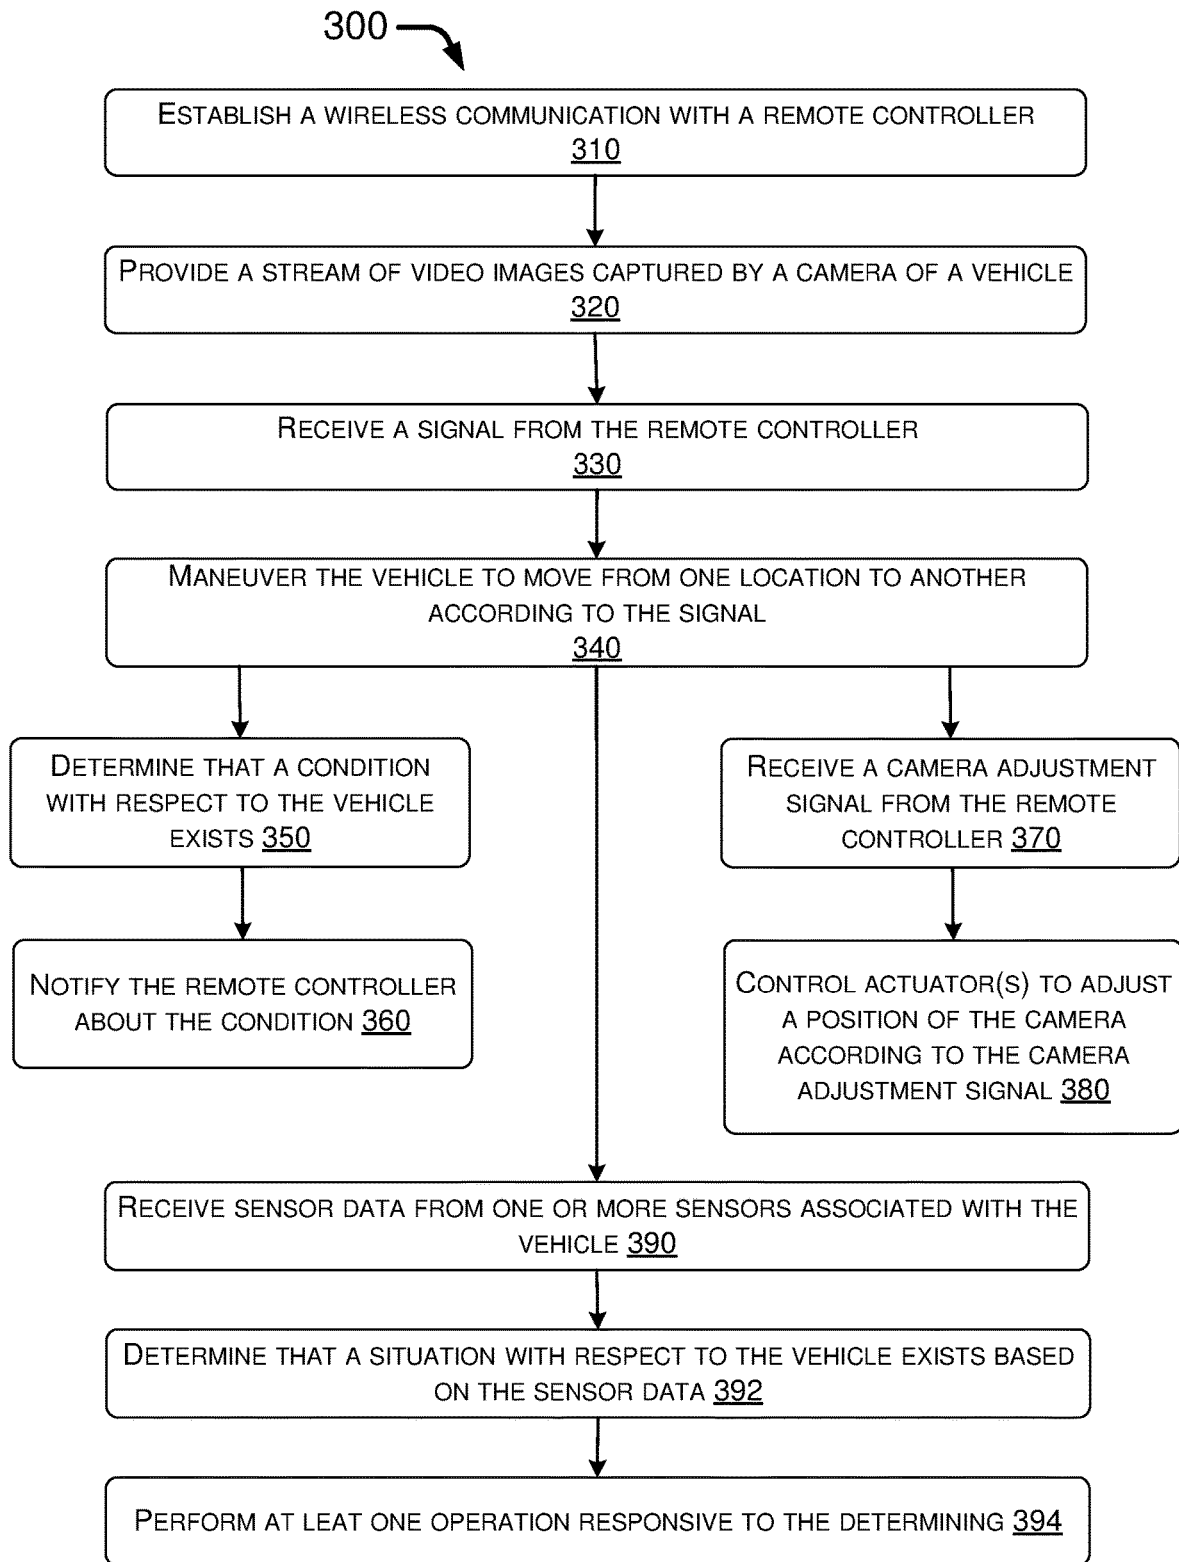 300
ESTABLISH A WIRELESS COMMUNICATION WITH A REMOTE CONTROLLER
310
PROVIDE A STREAM OF VIDEO IMAGES CAPTURED BY A CAMERA OF A VEHICLE
320
RECEIVE A SIGNAL FROM THE REMOTE CONTROLLER
330
MANEUVER THE VEHICLE TO MOVE FROM ONE LOCATION TO ANOTHER
ACCORDING TO THE SIGNAL
340
DETERMINE THAT A CONDITION
WITH RESPECT TO THE VEHICLE
EXISTS 350
NOTIFY THE REMOTE CONTROLLER
ABOUT THE CONDITION 360
RECEIVE A CAMERA ADJUSTMENT
SIGNAL FROM THE REMOTE
CONTROLLER 370
CONTROL ACTUATOR(S) TO ADJUST
A POSITION OF THE CAMERA
ACCORDING TO THE CAMERA
ADJUSTMENT SIGNAL 380
RECEIVE SENSOR DATA FROM ONE OR MORE SENSORS ASSOCIATED WITH THE
VEHICLE 390
DETERMINE THAT A SITUATION WITH RESPECT TO THE VEHICLE EXISTS BASED
ON THE SENSOR DATA 392
PERFORM AT LEAT ONE OPERATION RESPONSIVE TO THE DETERMINING 394